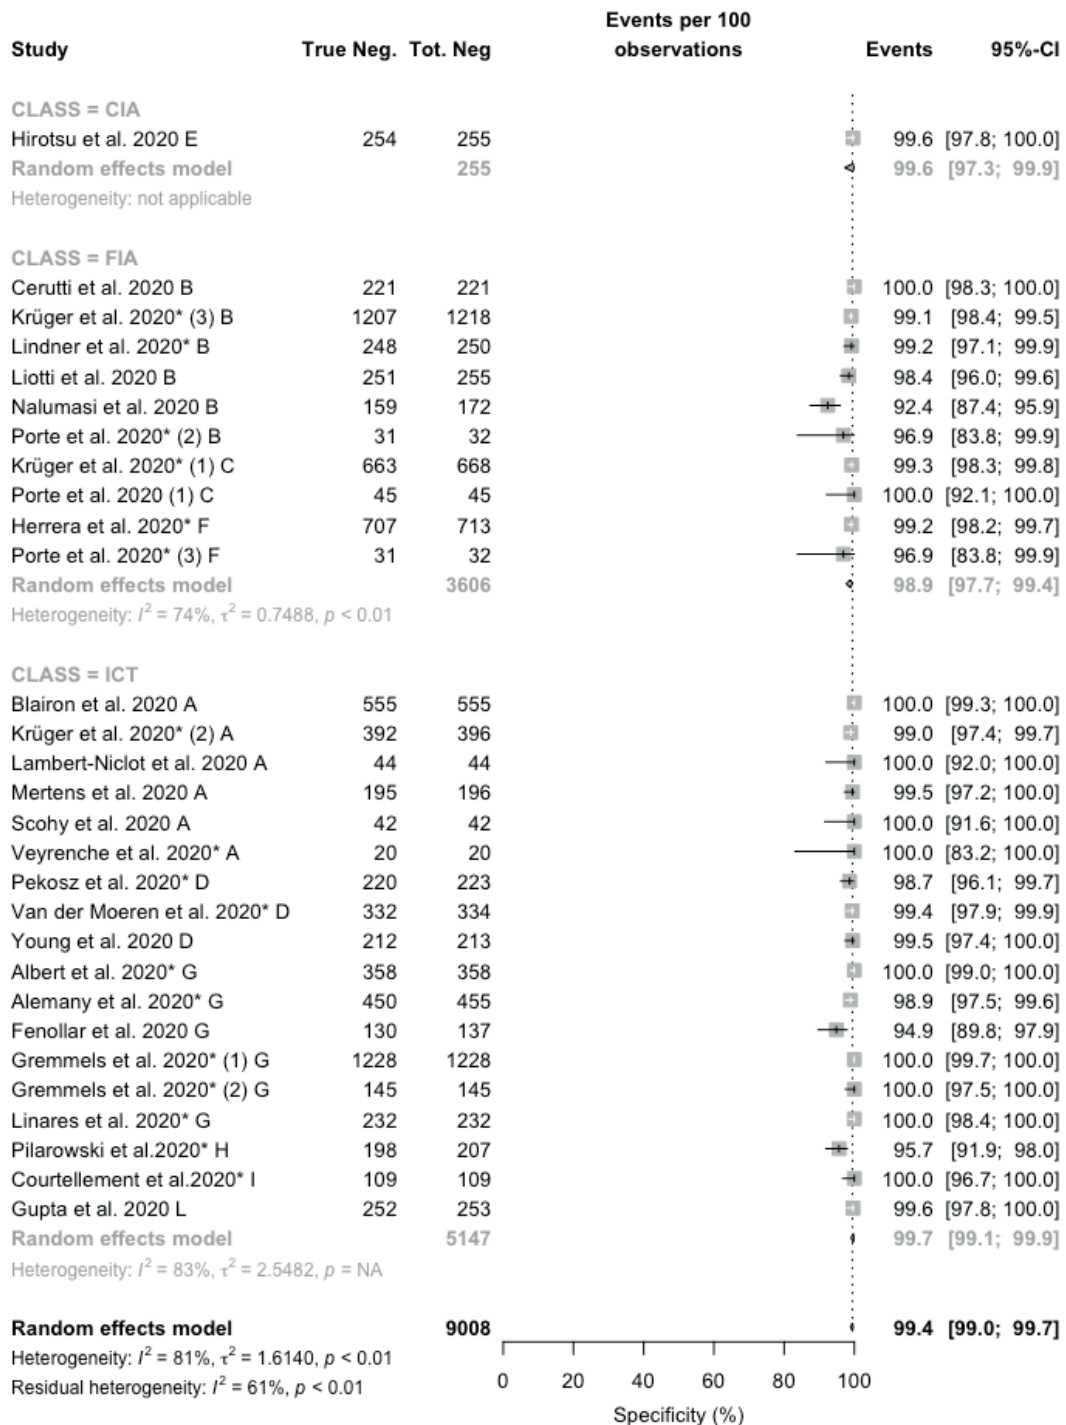 Events per 100
Study True Neg. Tot. Neg observations Events 95%-CI
CLASS = CIA
Hirotsu et al. 2020 E 254 255 99.6 [97.8; 100.0]
Random effects model 255 99.6 [97.3; 99.9]
Heterogeneity: not applicable
CLASS = FIA
Cerutti et al. 2020 B 221 221 100.0 [98.3; 100.0]
Krüger et al. 2020* (3) B 1207 1218 99.1 [98.4; 99.5]
Lindner et al. 2020* B 248 250 99.2 [97.1; 99.9]
Liotti et al. 2020 B 251 255 98.4 [96.0; 99.6]
Nalumasi et al. 2020 B 159 172 92.4 [87.4; 95.9]
Porte et al. 2020* (2) B 31 32 96.9 [83.8; 99.9]
Krüger et al. 2020* (1) C 663 668 99.3 [98.3; 99.8]
Porte et al. 2020 (1) C 45 45 100.0 [92.1; 100.0]
Herrera et al. 2020* F 707 713 99.2 [98.2; 99.7]
Porte et al. 2020* (3) F 31 32 96.9 [83.8; 99.9]
Random effects model 3606 98.9 [97.7; 99.4]
Heterogeneity: I² = 74%, τ² = 0.7488, p < 0.01
CLASS = ICT
Blairon et al. 2020 A 555 555 100.0 [99.3; 100.0]
Krüger et al. 2020* (2) A 392 396 99.0 [97.4; 99.7]
Lambert-Niclot et al. 2020 A 44 44 100.0 [92.0; 100.0]
Mertens et al. 2020 A 195 196 99.5 [97.2; 100.0]
Scohy et al. 2020 A 42 42 100.0 [91.6; 100.0]
Veyrenche et al. 2020* A 20 20 100.0 [83.2; 100.0]
Pekosz et al. 2020* D 220 223 98.7 [96.1; 99.7]
Van der Moeren et al. 2020* D 332 334 99.4 [97.9; 99.9]
Young et al. 2020 D 212 213 99.5 [97.4; 100.0]
Albert et al. 2020* G 358 358 100.0 [99.0; 100.0]
Alemany et al. 2020* G 450 455 98.9 [97.5; 99.6]
Fenollar et al. 2020 G 130 137 94.9 [89.8; 97.9]
Gremmels et al. 2020* (1) G 1228 1228 100.0 [99.7; 100.0]
Gremmels et al. 2020* (2) G 145 145 100.0 [97.5; 100.0]
Linares et al. 2020* G 232 232 100.0 [98.4; 100.0]
Pilarowski et al.2020* H 198 207 95.7 [91.9; 98.0]
Courtellement et al.2020* I 109 109 100.0 [96.7; 100.0]
Gupta et al. 2020 L 252 253 99.6 [97.8; 100.0]
Random effects model 5147 99.7 [99.1; 99.9]
Heterogeneity: I² = 83%, τ² = 2.5482, p = NA
Random effects model 9008 99.4 [99.0; 99.7]
Heterogeneity: I² = 81%, τ² = 1.6140, p < 0.01
Residual heterogeneity: I² = 61%, p < 0.01
0 20 40 60 80 100
Specificity (%)